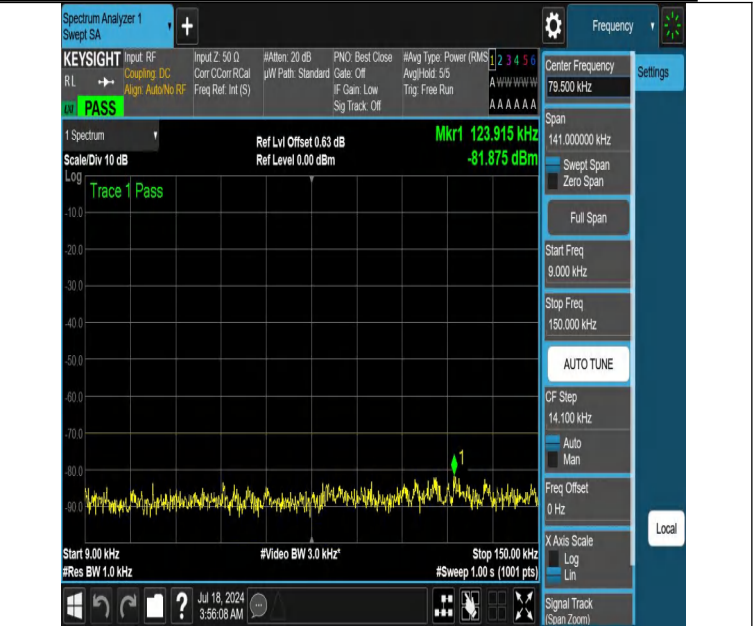 Spectrum Analyzer 1
Swept SA
+
Frequency
KEYSIGHT
RL
PASS
Input: RF
Coupling: DC
Align: Auto/No RF
Input Z: 50 Ω
Corr CCorr RCal
Freq Ref: Int (S)
#Atten: 20 dB
µW Path: Standard
PNO: Best Close
Gate: Off
IF Gain: Low
Sig Track: Off
#Avg Type: Power (RMS
Avg|Hold: 5/5
Trig: Free Run
1 2 3 4 5 6
A W W W W W
A A A A A A
1 Spectrum
Scale/Div 10 dB
Ref Lvl Offset 0.63 dB
Ref Level 0.00 dBm
Mkr1 123.915 kHz
-81.875 dBm
Log
Trace 1 Pass
-10.0
-20.0
-30.0
-40.0
-50.0
-60.0
-70.0
-80.0
-90.0
1
Start 9.00 kHz
#Res BW 1.0 kHz
#Video BW 3.0 kHz*
Stop 150.00 kHz
#Sweep 1.00 s (1001 pts)
?
Jul 18, 2024
3:56:08 AM
Center Frequency
79.500 kHz
Settings
Span
141.000000 kHz
Swept Span
Zero Span
Full Span
Start Freq
9.000 kHz
Stop Freq
150.000 kHz
AUTO TUNE
CF Step
14.100 kHz
Auto
Man
Freq Offset
0 Hz
X Axis Scale
Log
Lin
Local
Signal Track
(Span Zoom)